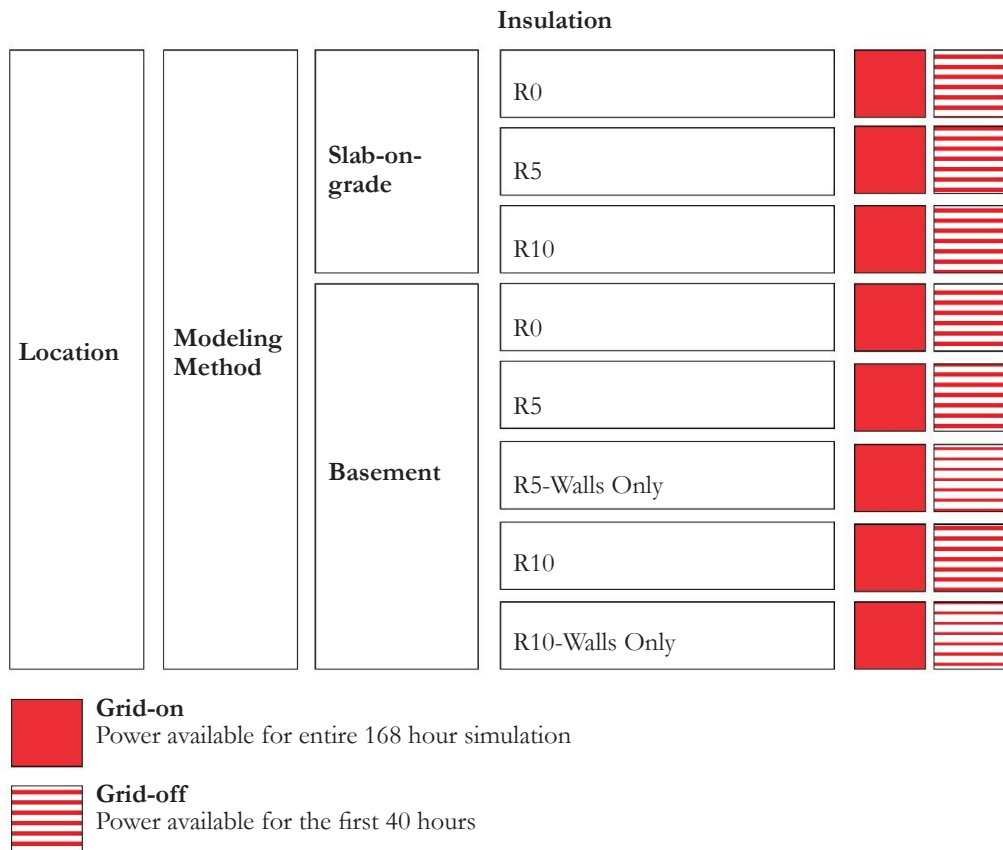 Insulation
R0
Slab-on-
grade
R5
R10
Location
Modeling
Method
R0
R5
Basement
R5-Walls Only
R10
R10-Walls Only
Grid-on
Power available for entire 168 hour simulation
Grid-off
Power available for the first 40 hours